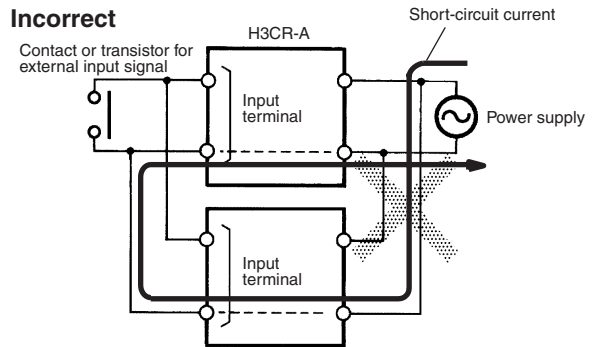 Incorrect
Short-circuit current
H3CR-A
Contact or transistor for
external input signal
Input
terminal
Power supply
Input
terminal